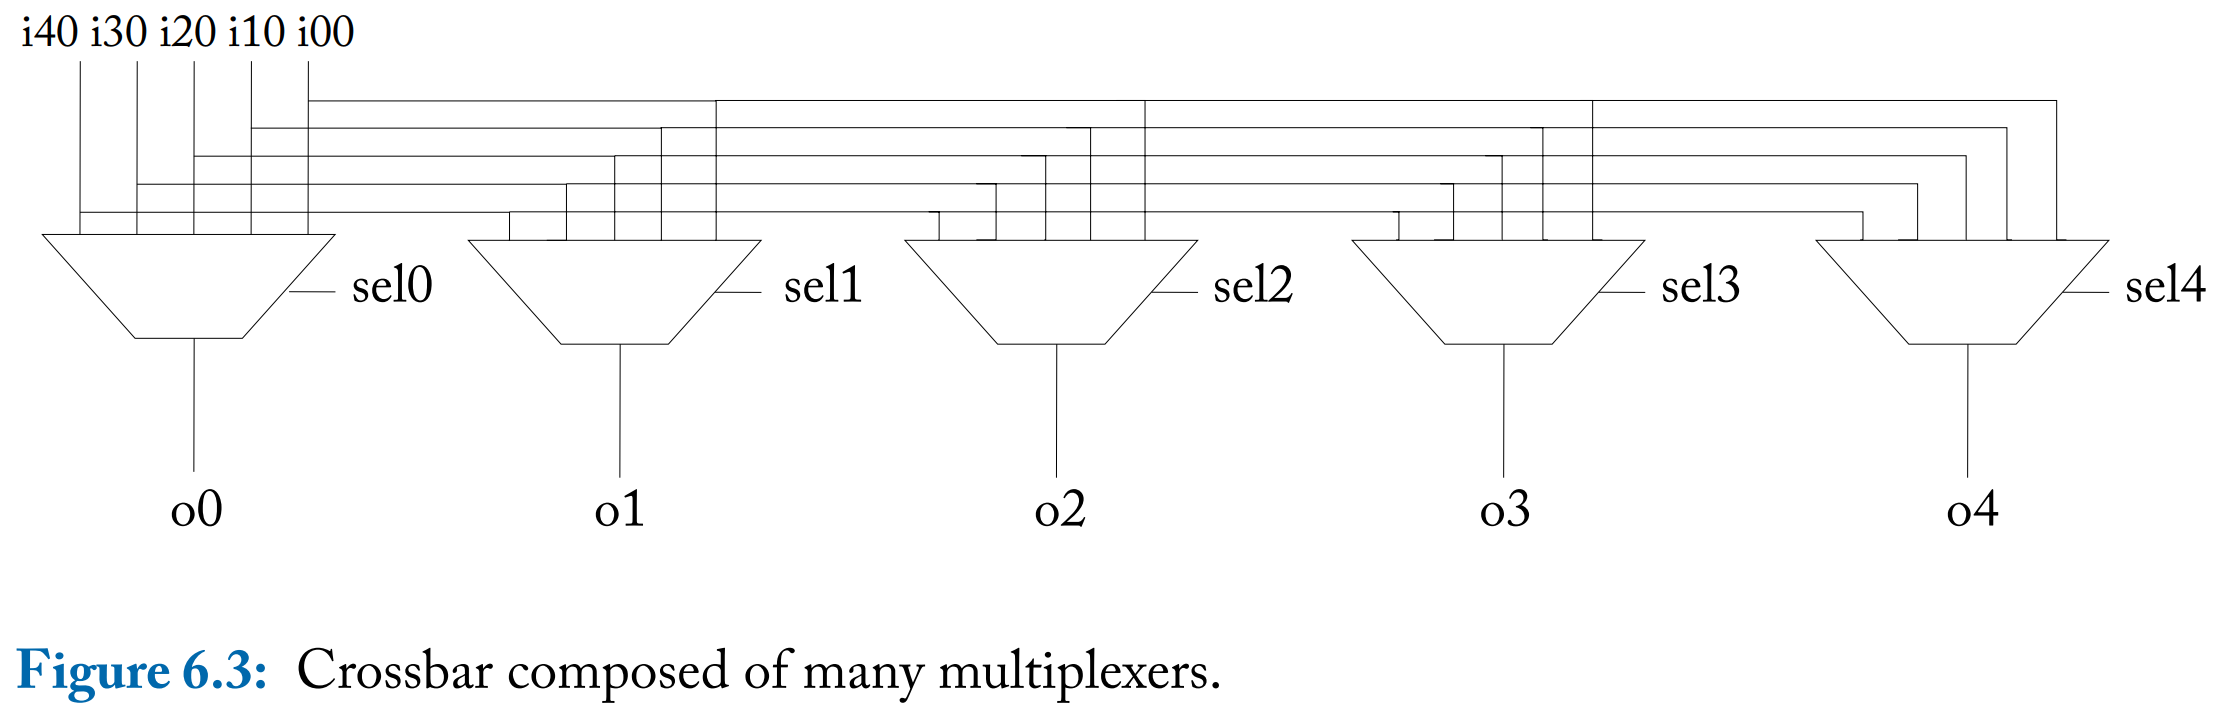 i40 i30 i20 i10 i00
sel0 sel1 sel2 sel3 sel4
o0 o1 o2 o3 o4
Figure 6.3: Crossbar composed of many multiplexers.